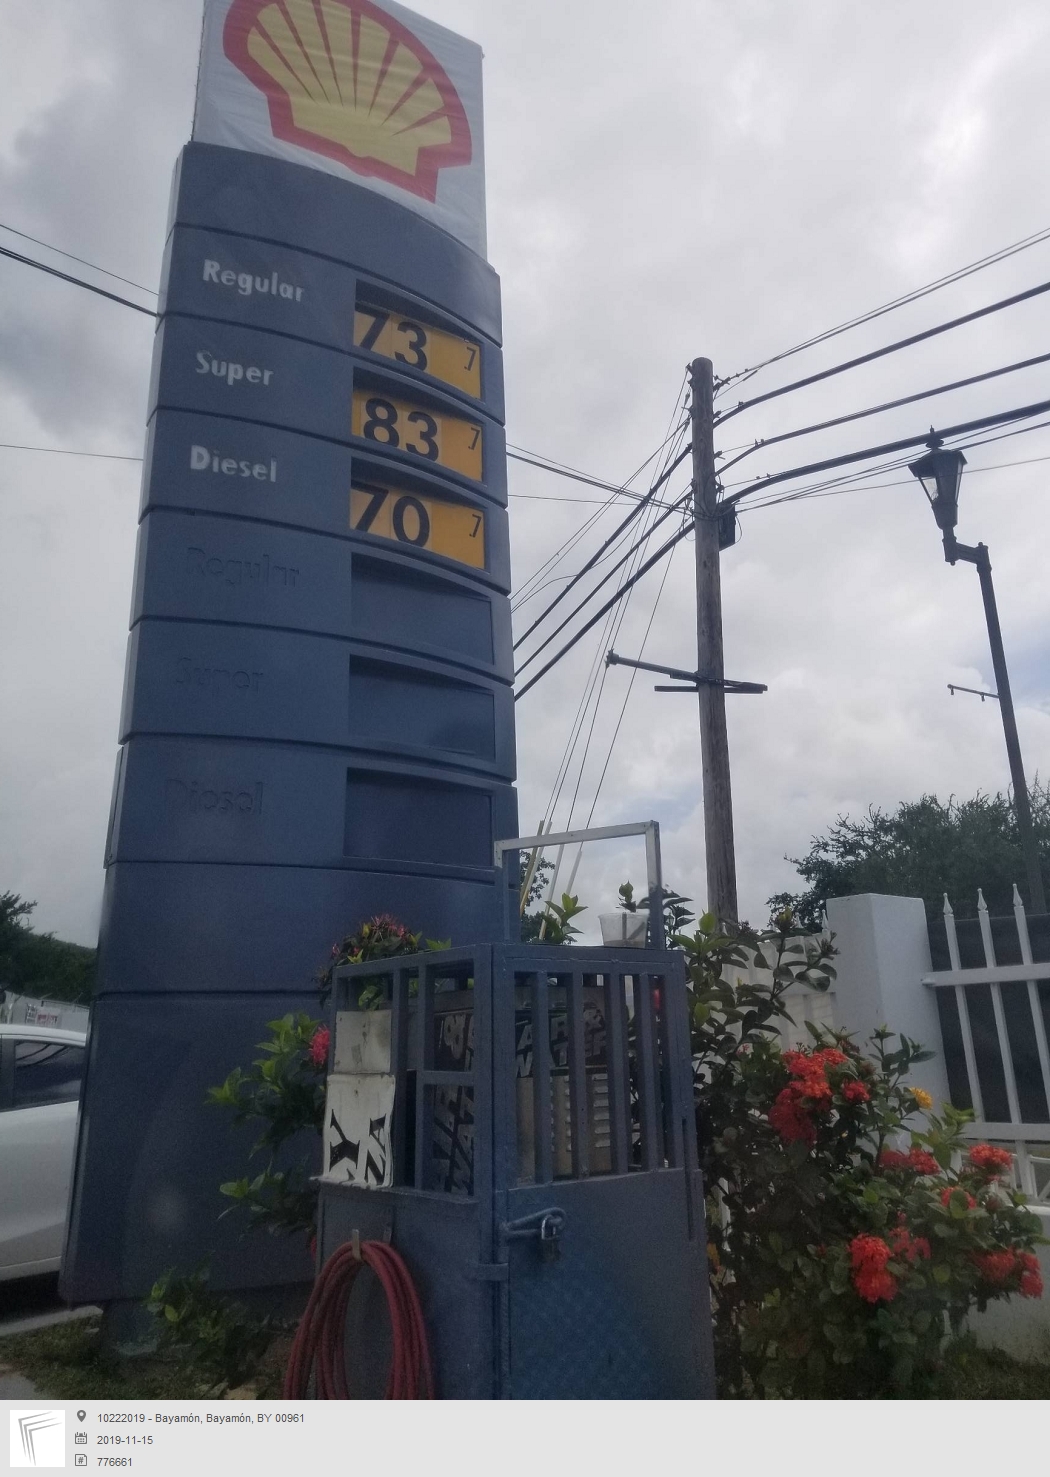 Regular
73 7
Super
83 7
Diesel
70 7
Regular
Super
Diesel
10222019 - Bayamón, Bayamón, BY 00961
2019-11-15
776661